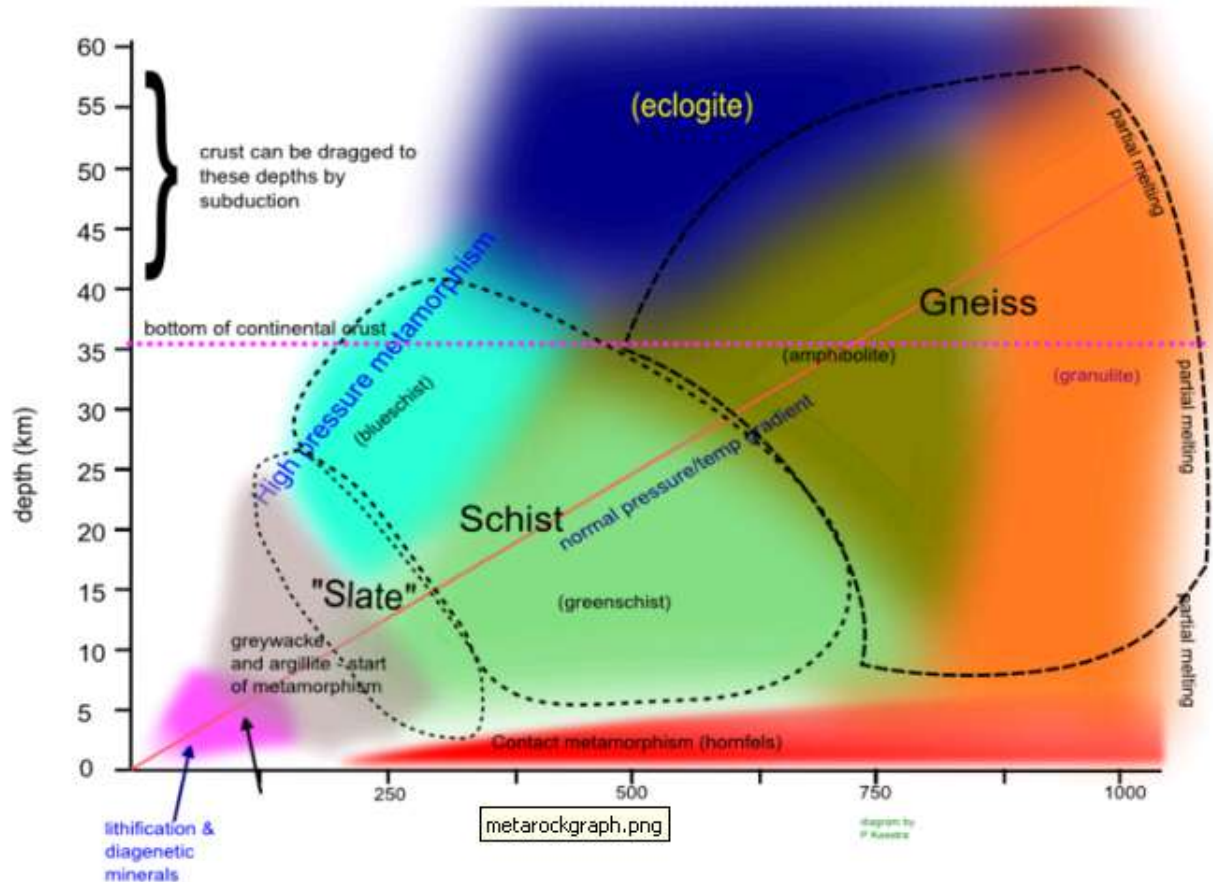 60
55
50
45
40
35
30
25
20
15
10
5
0
depth (km)
crust can be dragged to
these depths by
subduction
(eclogite)
partial melting
High pressure metamorphism
bottom of continental crust
Gneiss
(amphibolite)
(granulite)
partial melting
(blueschist)
normal pressure/temp gradient
Schist
"Slate"
(greenschist)
partial melting
greywacke
and argillite - start
of metamorphism
Contact metamorphism (hornfels)
250
500
750
1000
metarockgraph.png
diagram by
lithification &
diagenetic
minerals